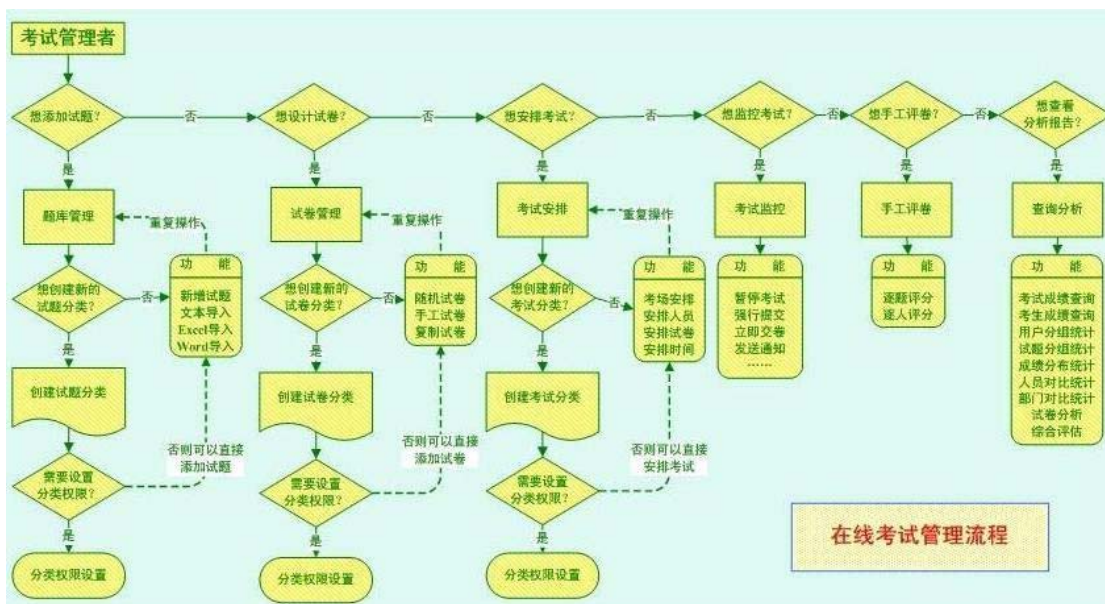 考试管理者
想添加试题？
否
想设计试卷？
否
想安排考试？
否
想监控考试？
否
想手工评卷？
否
想查看
分析报告？
是
是
是
是
是
是
题库管理
重复操作
试卷管理
重复操作
考试安排
重复操作
考试监控
手工评卷
查询分析
想创建新的
试题分类？
否
功 能
新增试题
文本导入
Excel导入
Word导入
想创建新的
试卷分类？
否
功 能
随机试卷
手工试卷
复制试卷
想创建新的
考试分类？
否
功 能
考场安排
安排人员
安排试卷
安排时间
功 能
暂停考试
强行提交
立即交卷
发送通知
……
功 能
逐题评分
逐人评分
功 能
考试成绩查询
考生成绩查询
用户分组统计
试题分组统计
成绩分布统计
人员对比统计
部门对比统计
试卷分析
综合评估
是
是
是
创建试题分类
创建试卷分类
创建考试分类
否则可以直接
添加试题
否则可以直接
添加试卷
否则可以直接
安排考试
需要设置
分类权限？
需要设置
分类权限？
需要设置
分类权限？
是
是
是
分类权限设置
分类权限设置
分类权限设置
在线考试管理流程